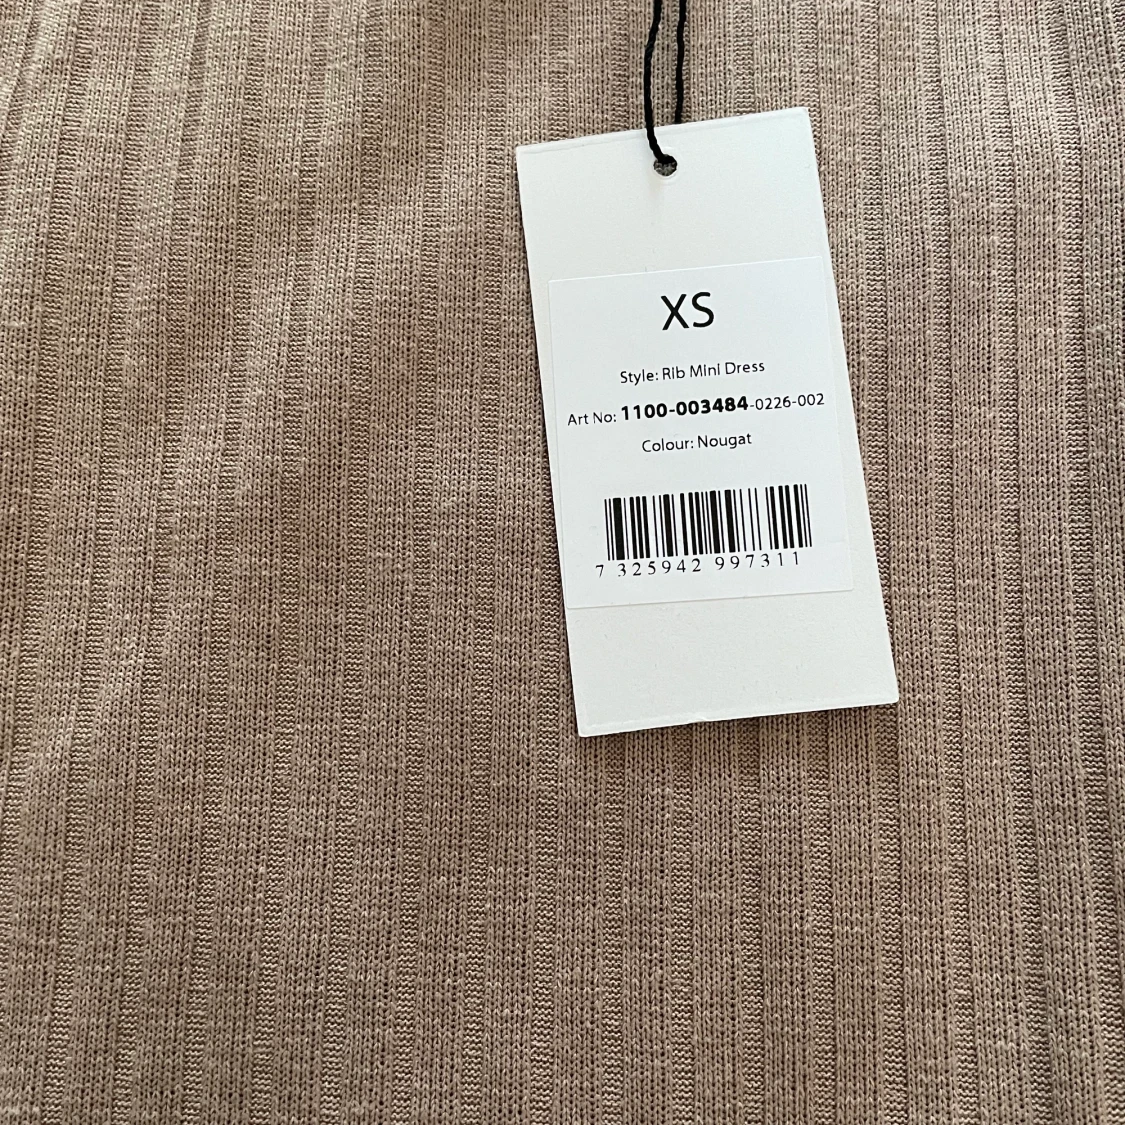 XS
Style: Rib Mini Dress
Art No: 1100-003484-0226-002
Colour: Nougat
7 325942 997311